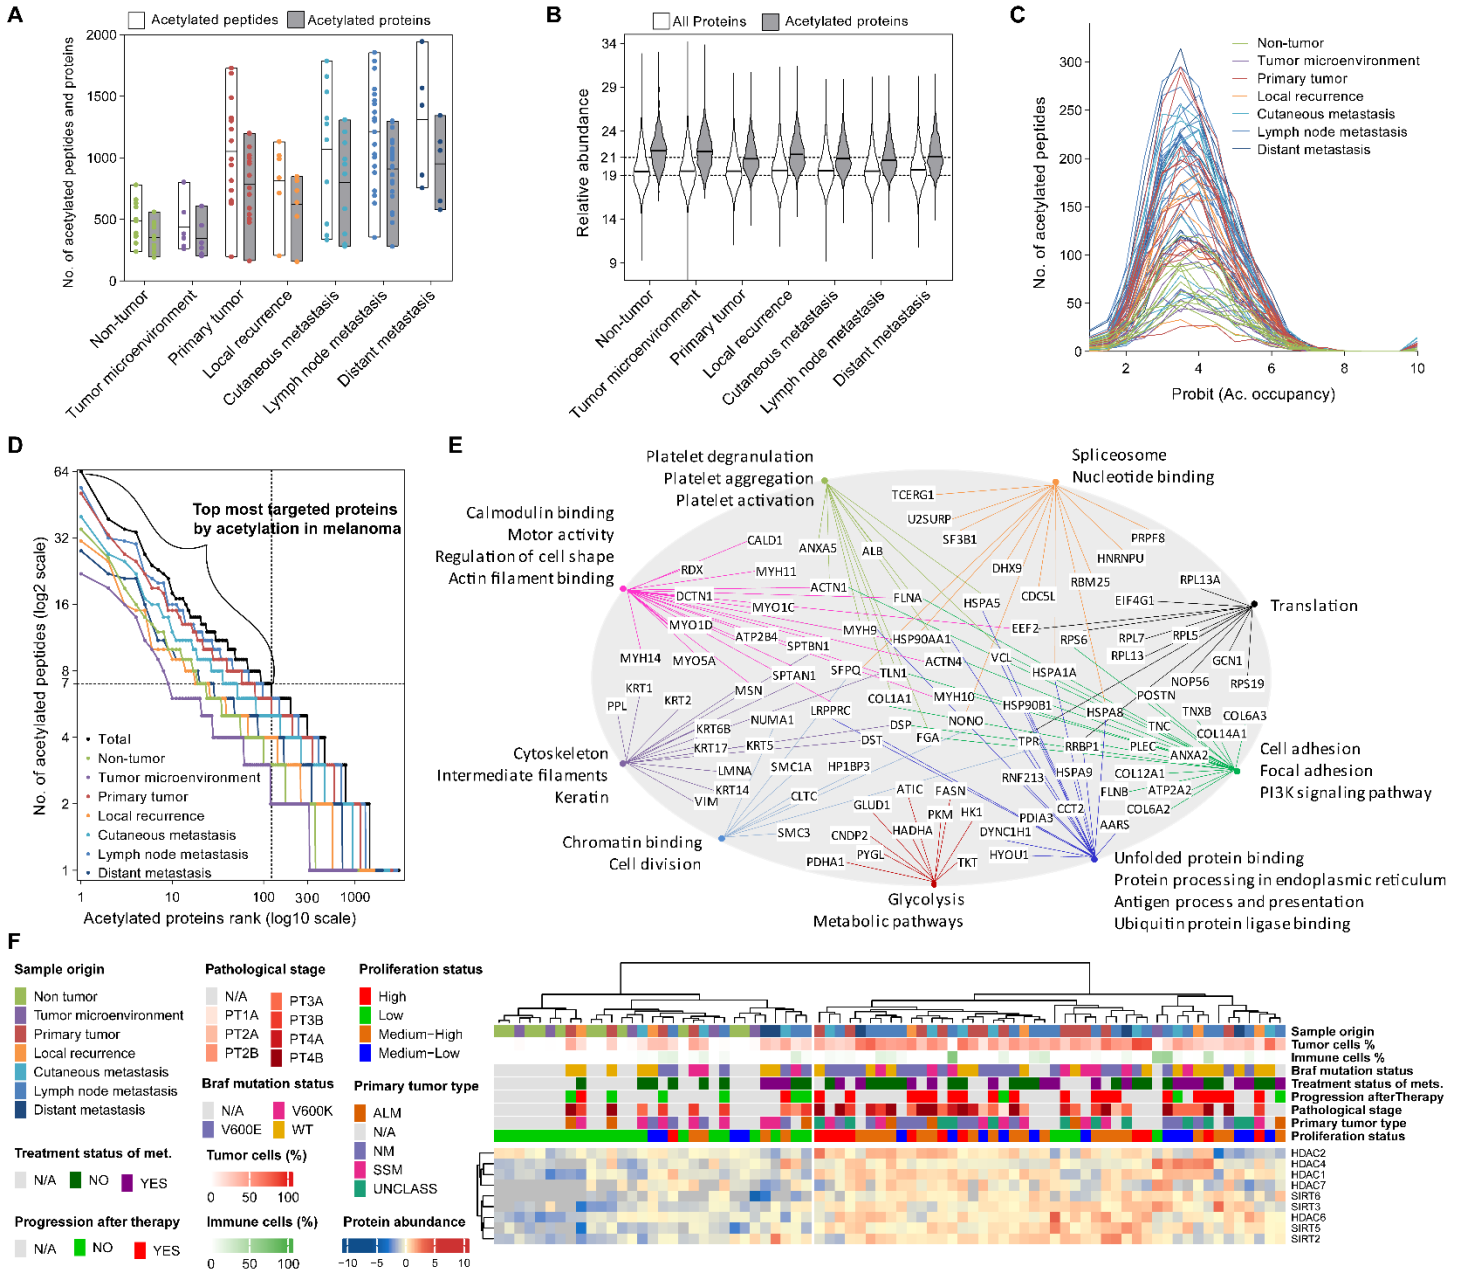 A
Acetylated peptides
Acetylated proteins
No. of acetylated peptides and proteins
2000
1500
1000
500
0
Non-tumor
Tumor microenvironment
Primary tumor
Local recurrence
Cutaneous metastasis
Lymph node metastasis
Distant metastasis
B
All Proteins
Acetylated proteins
Relative abundance
34
29
24
21
19
14
9
Non-tumor
Tumor microenvironment
Primary tumor
Local recurrence
Cutaneous metastasis
Lymph node metastasis
Distant metastasis
C
Non-tumor
Tumor microenvironment
Primary tumor
Local recurrence
Cutaneous metastasis
Lymph node metastasis
Distant metastasis
No. of acetylated peptides
300
250
200
150
100
50
0
2
4
6
8
10
Probit (Ac. occupancy)
D
Top most targeted proteins
by acetylation in melanoma
No. of acetylated peptides (log2 scale)
64
32
16
8
7
4
2
1
Total
Non-tumor
Tumor microenvironment
Primary tumor
Local recurrence
Cutaneous metastasis
Lymph node metastasis
Distant metastasis
1
10
100
300
1000
Acetylated proteins rank (log10 scale)
E
Platelet degranulation
Platelet aggregation
Platelet activation
Spliceosome
Nucleotide binding
Calmodulin binding
Motor activity
Regulation of cell shape
Actin filament binding
Translation
Cytoskeleton
Intermediate filaments
Keratin
Cell adhesion
Focal adhesion
PI3K signaling pathway
Chromatin binding
Cell division
Glycolysis
Metabolic pathways
Unfolded protein binding
Protein processing in endoplasmic reticulum
Antigen process and presentation
Ubiquitin protein ligase binding
TCERG1
U2SURP
SF3B1
PRPF8
HNRNPU
CALD1
ANXA5
ALB
DHX9
RBM25
RPL13A
RDX
MYH11
ACTN1
FLNA
HSPA5
CDC5L
EIF4G1
DCTN1
MYO1C
MYO1D
ATP2B4
SPTBN1
MYH9
HSP90AA1
EEF2
RPS6
RPL7
RPL5
RPL13
GCN1
MYH14
MYO5A
SPTAN1
SFPQ
TLN1
ACTN4
VCL
HSPA1A
NOP56
RPS19
KRT1
KRT2
PPL
MSN
LRPPRC
COL1A1
MYH10
HSP90B1
POSTN
HSPA8
TNXB
COL6A3
KRT6B
NUMA1
DSP
NONO
TNC
COL14A1
KRT17
KRT5
DST
FGA
TPR
RRBP1
PLEC
ANXA2
LMNA
SMC1A
HP1BP3
RNF213
HSPA9
COL12A1
KRT14
VIM
CLTC
ATIC
FASN
FLNB
ATP2A2
GLUD1
PKM
HK1
PDIA3
CCT2
COL6A2
SMC3
CNDP2
HADHA
DYNC1H1
AARS
PDHA1
PYGL
TKT
HYOU1
F
Sample origin
Non tumor
Tumor microenvironment
Primary tumor
Local recurrence
Cutaneous metastasis
Lymph node metastasis
Distant metastasis
Treatment status of met.
N/A
NO
YES
Progression after therapy
N/A
NO
YES
Pathological stage
N/A
PT1A
PT2A
PT2B
PT3A
PT3B
PT4A
PT4B
Braf mutation status
N/A
V600E
V600K
WT
Tumor cells (%)
0
50
100
Immune cells (%)
0
50
100
Proliferation status
High
Low
Medium-High
Medium-Low
Primary tumor type
ALM
N/A
NM
SSM
UNCLASS
Protein abundance
−10
−5
0
5
10
Sample origin
Tumor cells %
Immune cells %
Braf mutation status
Treatment status of mets.
Progression afterTherapy
Pathological stage
Primary tumor type
Proliferation status
HDAC2
HDAC4
HDAC1
HDAC7
SIRT6
SIRT3
HDAC6
SIRT5
SIRT2